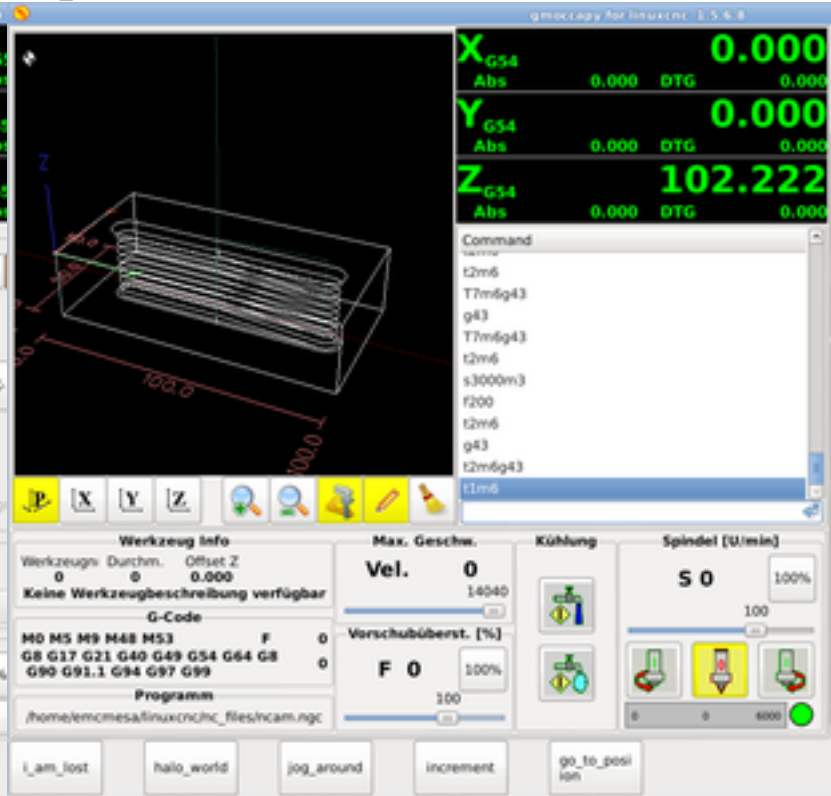 gmoccapy for linuxcnc 1.5.6.8
X G54 0.000
Abs 0.000 DTG 0.000
Y G54 0.000
Abs 0.000 DTG 0.000
Z G54 102.222
Abs 0.000 DTG 0.000
Z
100.0
Command
t2m6
T7m6g43
g43
T7m6g43
t2m6
s3000m3
f200
t2m6
g43
t2m6g43
t1m6
P X Y Z
Werkzeug Info
Werkzeugn Durchm. Offset Z
0 0 0.000
Keine Werkzeugbeschreibung verfügbar
G-Code
M0 M5 M9 M48 M53 F 0
G8 G17 G21 G40 G49 G54 G64 G8 0
G90 G91.1 G94 G97 G99
Programm
/home/emcmesa/linuxcnc/nc_files/ncam.ngc
Max. Geschw.
Vel. 0
14040
Vorschubüberst. [%]
F 0 100%
100
Kühlung
Spindel [U/min]
S 0 100%
100
0 0 6000
i_am_lost
halo_world
jog_around
increment
go_to_posi
ion